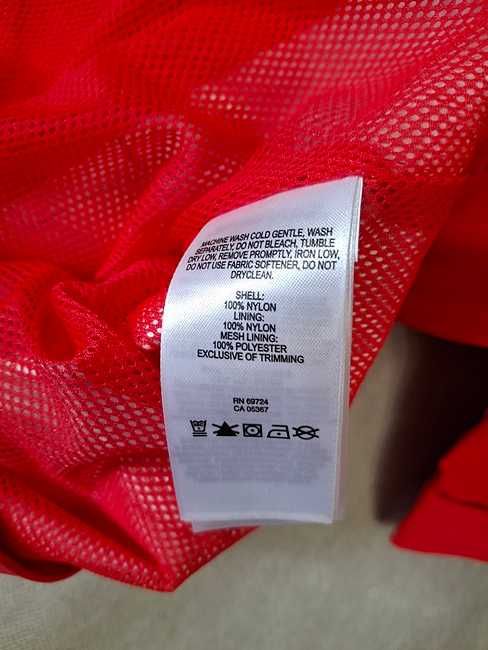 MACHINE WASH COLD GENTLE, WASH
SEPARATELY, DO NOT BLEACH, TUMBLE
DRY LOW, REMOVE PROMPTLY, IRON LOW,
DO NOT USE FABRIC SOFTENER, DO NOT
DRYCLEAN.
SHELL:
100% NYLON
LINING:
100% NYLON
MESH LINING:
100% POLYESTER
EXCLUSIVE OF TRIMMING
RN 69724
CA 05367